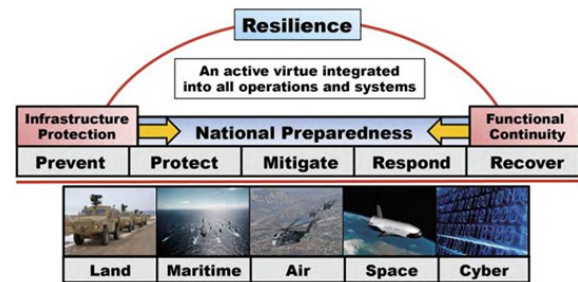 Resilience
An active virtue integrated
into all operations and systems
Infrastructure
Protection
National Preparedness
Functional
Continuity
Prevent
Protect
Mitigate
Respond
Recover
Land
Maritime
Air
Space
Cyber